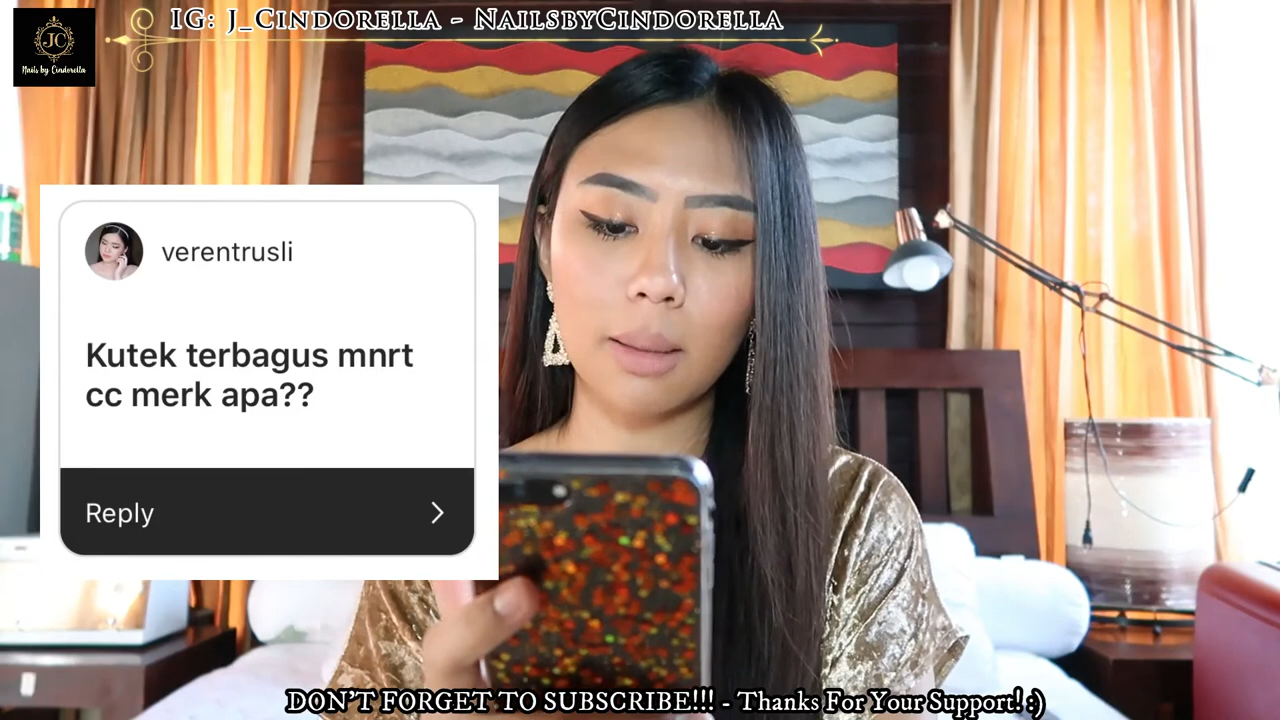 IG: J_Cindorella - NailsbyCindorella
JC
Nails by Cindorella
verentrusli
Kutek terbagus mnrt
cc merk apa??
Reply
DON'T FORGET TO SUBSCRIBE!!! - Thanks For Your Support! :)